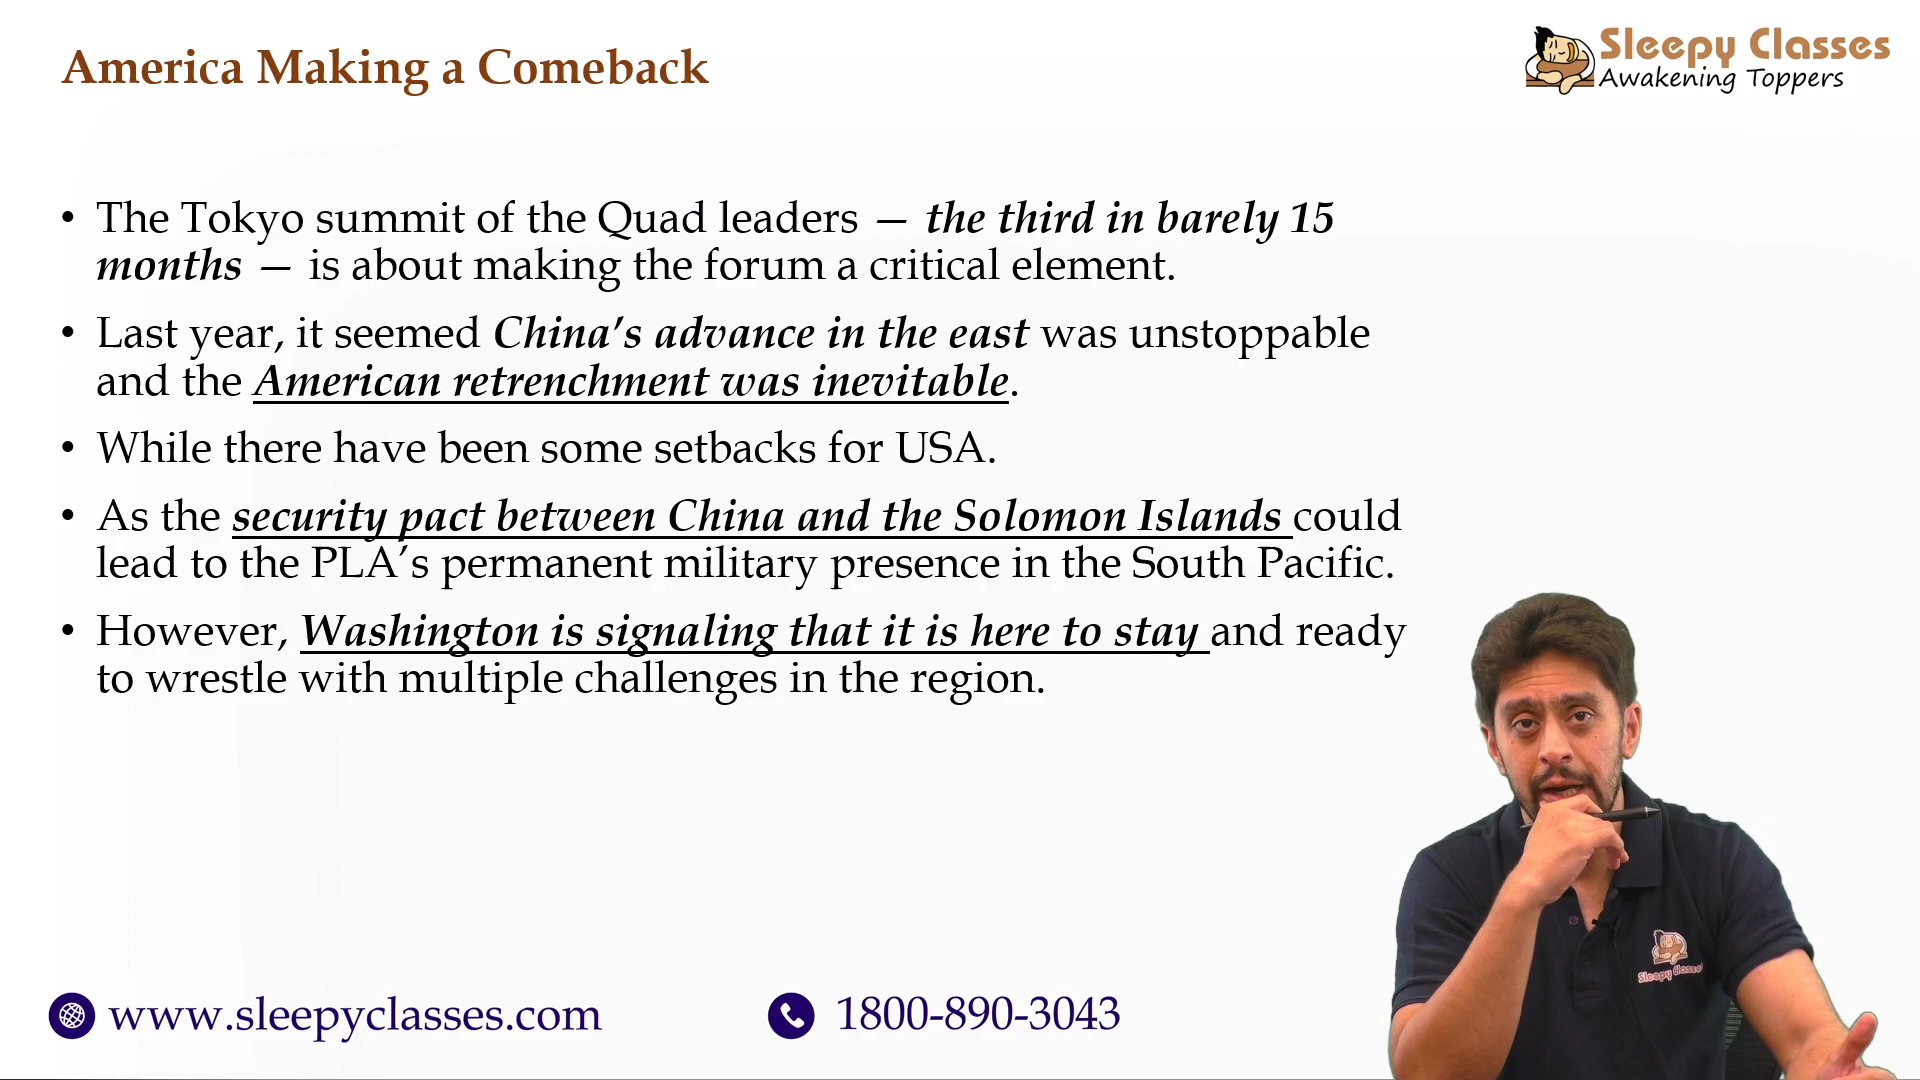 America Making a Comeback
Sleepy Classes
Awakening Toppers
• The Tokyo summit of the Quad leaders — the third in barely 15
months — is about making the forum a critical element.
• Last year, it seemed China’s advance in the east was unstoppable
and the American retrenchment was inevitable.
• While there have been some setbacks for USA.
• As the security pact between China and the Solomon Islands could
lead to the PLA’s permanent military presence in the South Pacific.
• However, Washington is signaling that it is here to stay and ready
to wrestle with multiple challenges in the region.
Sleepy Classes
www.sleepyclasses.com
1800-890-3043